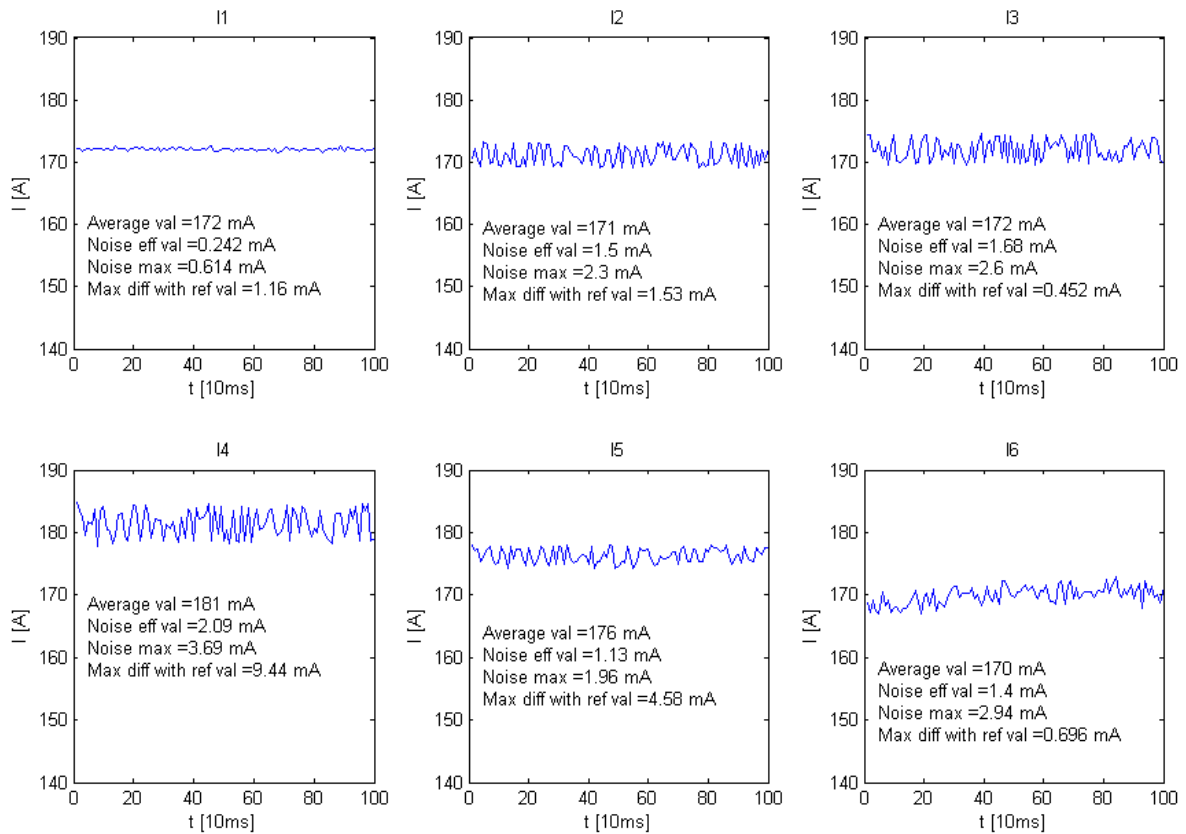 I1
190
180
170
160
150
140
I [A]
Average val =172 mA
Noise eff val =0.242 mA
Noise max =0.614 mA
Max diff with ref val =1.16 mA
0 20 40 60 80 100
t [10ms]
I2
190
180
170
160
150
140
I [A]
Average val =171 mA
Noise eff val =1.5 mA
Noise max =2.3 mA
Max diff with ref val =1.53 mA
0 20 40 60 80 100
t [10ms]
I3
190
180
170
160
150
140
I [A]
Average val =172 mA
Noise eff val =1.68 mA
Noise max =2.6 mA
Max diff with ref val =0.452 mA
0 20 40 60 80 100
t [10ms]
I4
190
180
170
160
150
140
I [A]
Average val =181 mA
Noise eff val =2.09 mA
Noise max =3.69 mA
Max diff with ref val =9.44 mA
0 20 40 60 80 100
t [10ms]
I5
190
180
170
160
150
140
I [A]
Average val =176 mA
Noise eff val =1.13 mA
Noise max =1.96 mA
Max diff with ref val =4.58 mA
0 20 40 60 80 100
t [10ms]
I6
190
180
170
160
150
140
I [A]
Average val =170 mA
Noise eff val =1.4 mA
Noise max =2.94 mA
Max diff with ref val =0.696 mA
0 20 40 60 80 100
t [10ms]